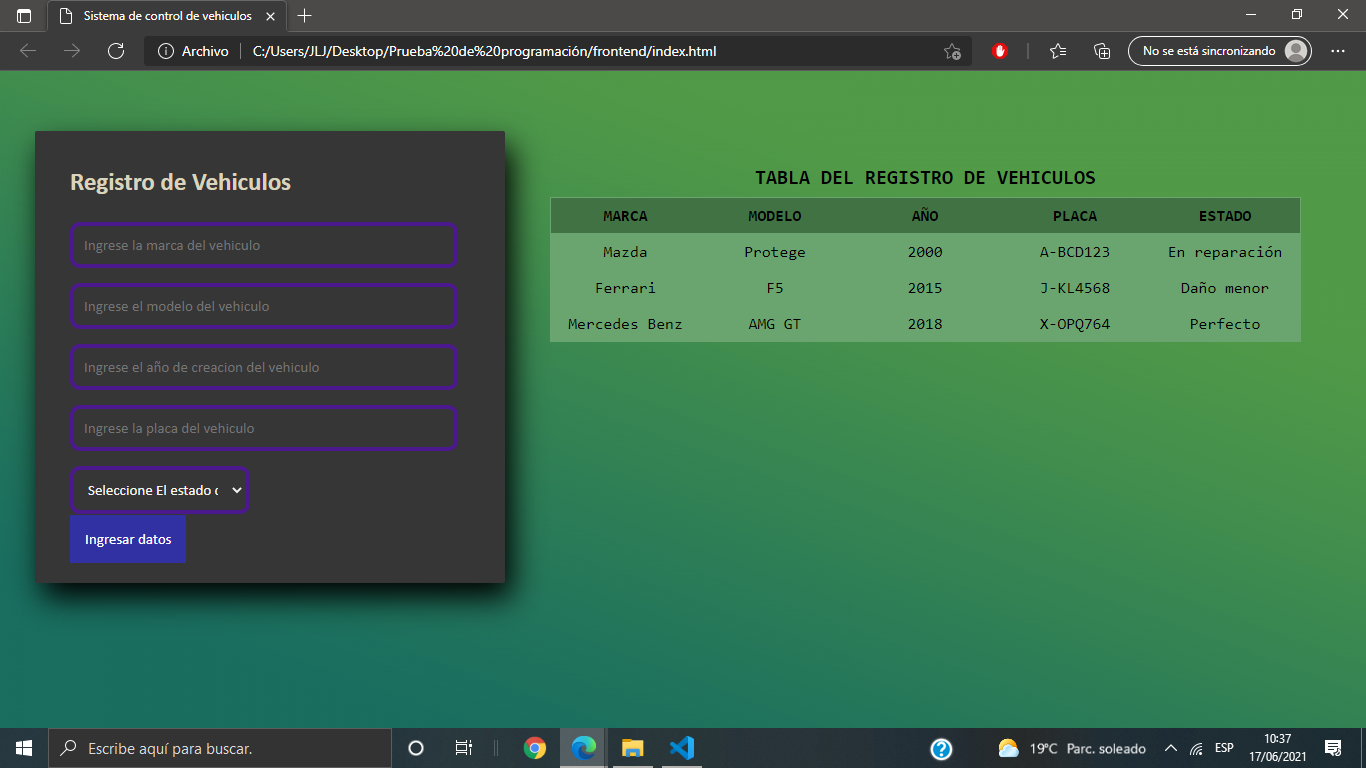 Sistema de control de vehiculos
Archivo
C:/Users/JLJ/Desktop/Prueba%20de%20programación/frontend/index.html
No se está sincronizando
Registro de Vehiculos
Ingrese la marca del vehiculo
Ingrese el modelo del vehiculo
Ingrese el año de creacion del vehiculo
Ingrese la placa del vehiculo
Seleccione El estado
Ingresar datos
TABLA DEL REGISTRO DE VEHICULOS
MARCA MODELO AÑO PLACA ESTADO
Mazda Protege 2000 A-BCD123 En reparación
Ferrari F5 2015 J-KL4568 Daño menor
Mercedes Benz AMG GT 2018 X-OPQ764 Perfecto
Escribe aquí para buscar.
19°C Parc. soleado
ESP
10:37
17/06/2021